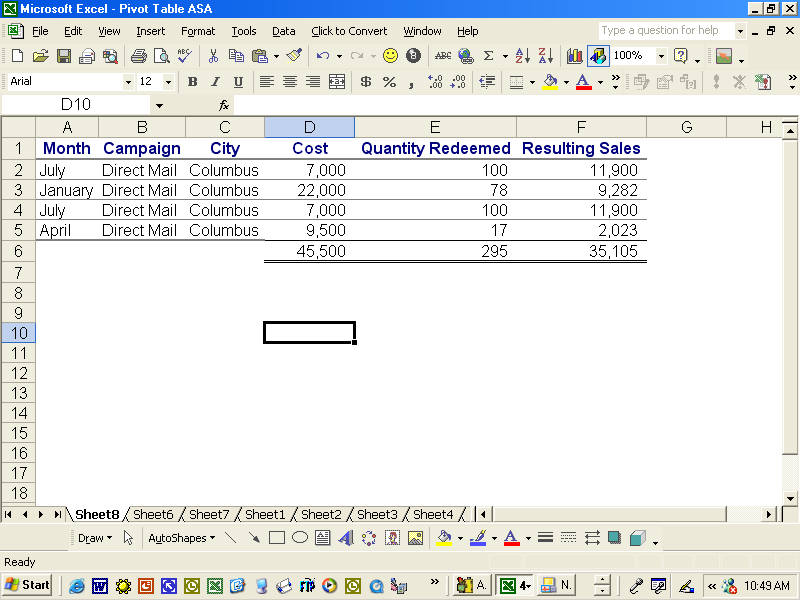 Microsoft Excel - Pivot Table ASA
File Edit View Insert Format Tools Data Click to Convert Window Help Type a question for help
ABC Σ 100%
Arial 12 B I U $ % ,
D10 fx
A B C D E F G H
1 Month Campaign City Cost Quantity Redeemed Resulting Sales
2 July Direct Mail Columbus 7,000 100 11,900
3 January Direct Mail Columbus 22,000 78 9,282
4 July Direct Mail Columbus 7,000 100 11,900
5 April Direct Mail Columbus 9,500 17 2,023
6 45,500 295 35,105
7
8
9
10
11
12
13
14
15
16
17
18
Sheet8 Sheet6 Sheet7 Sheet1 Sheet2 Sheet3 Sheet4
Draw AutoShapes
Ready
Start A. 4 N. « 10:49 AM